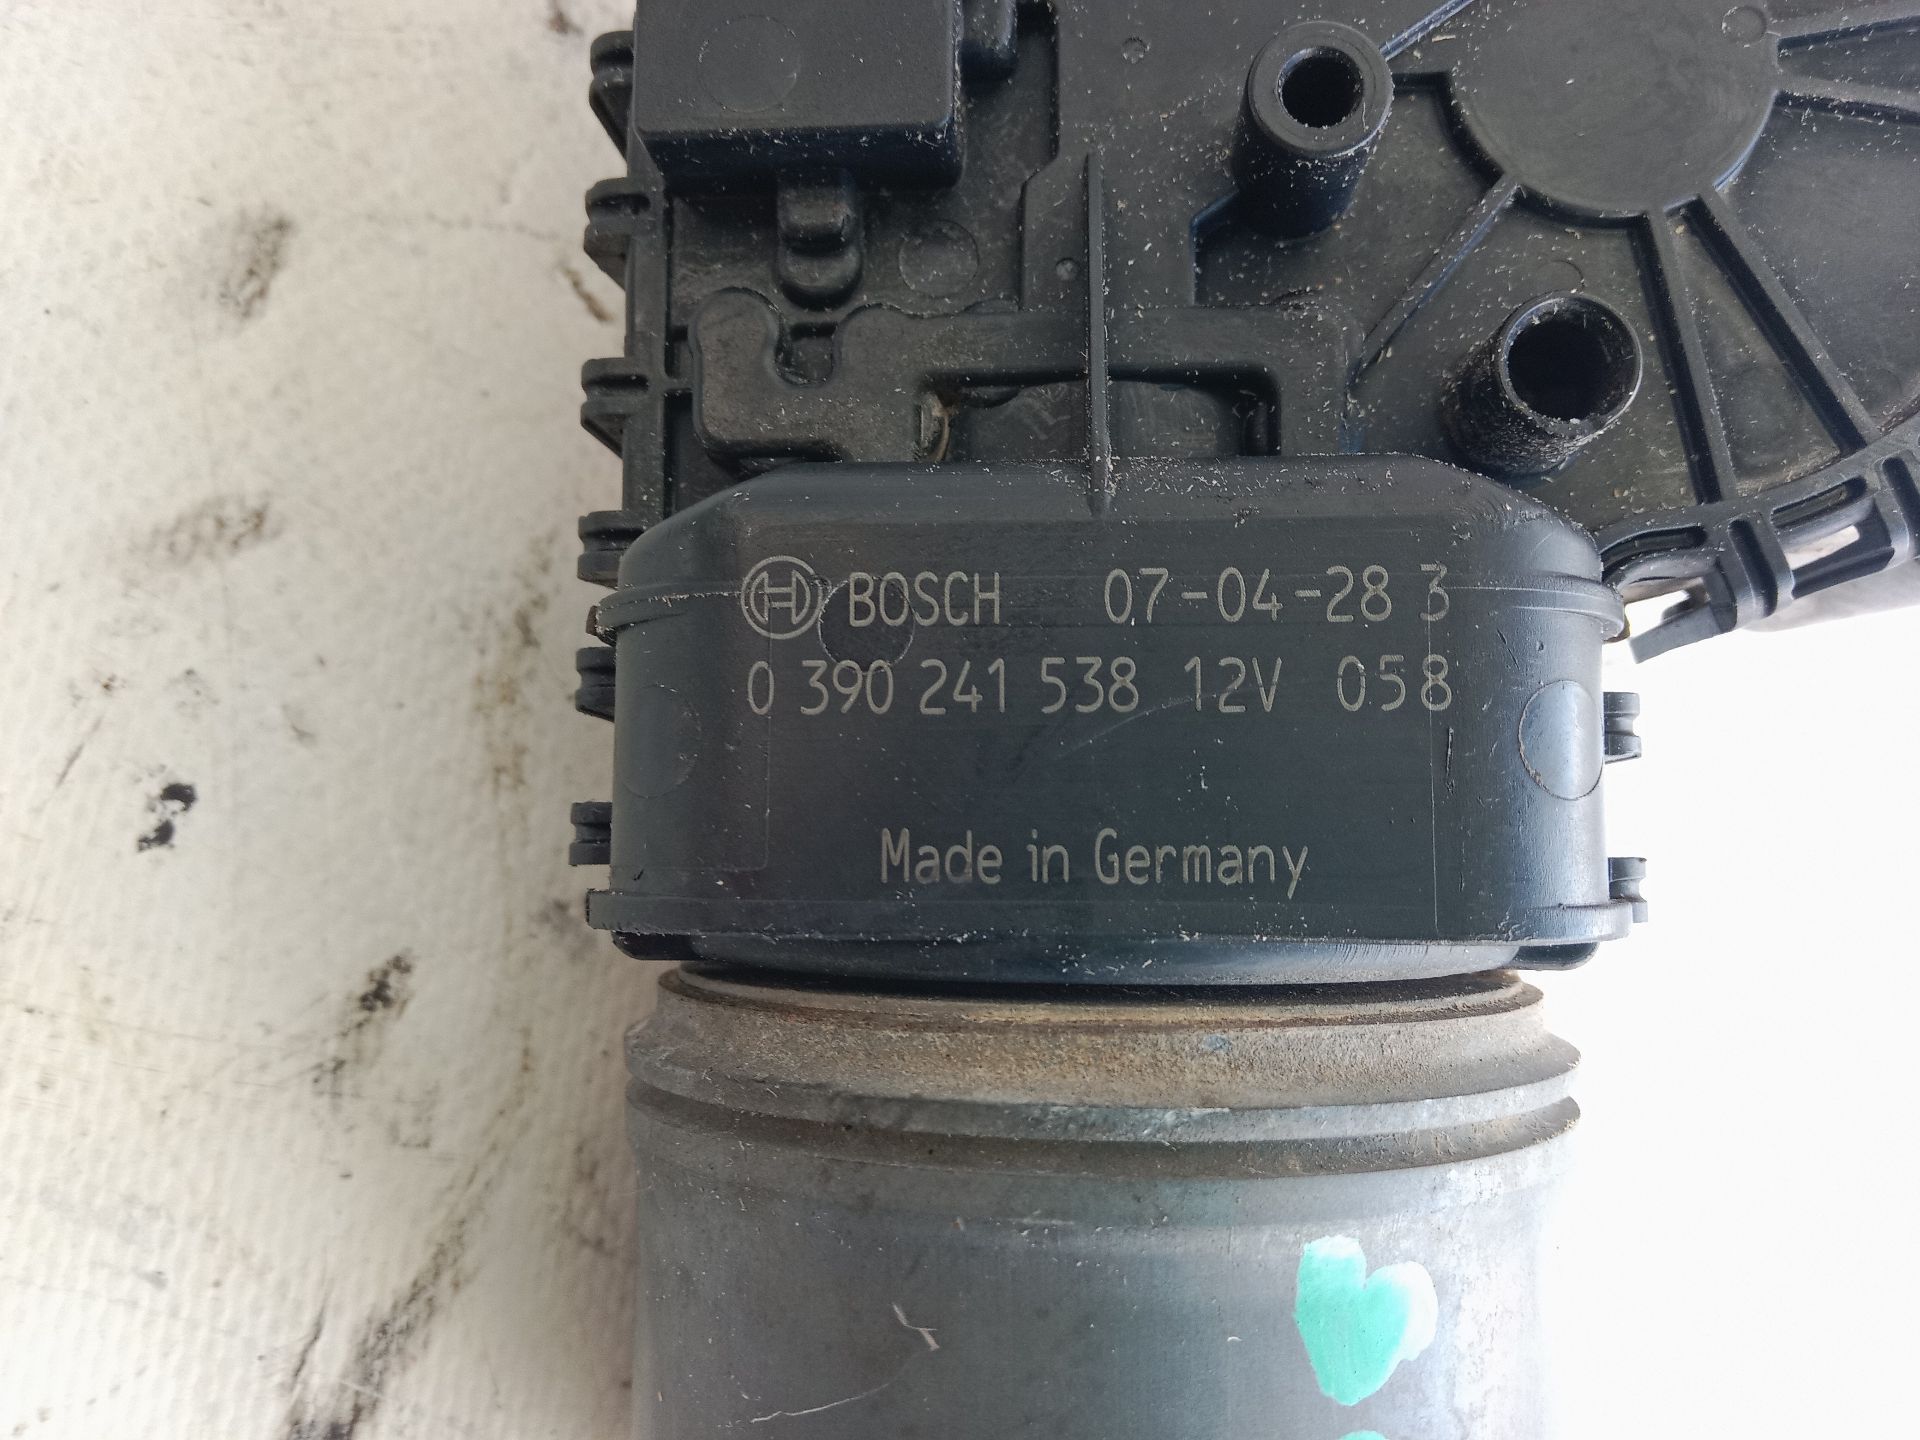 BOSCH 07-04-28 3
0 390 241 538 12V 058
Made in Germany